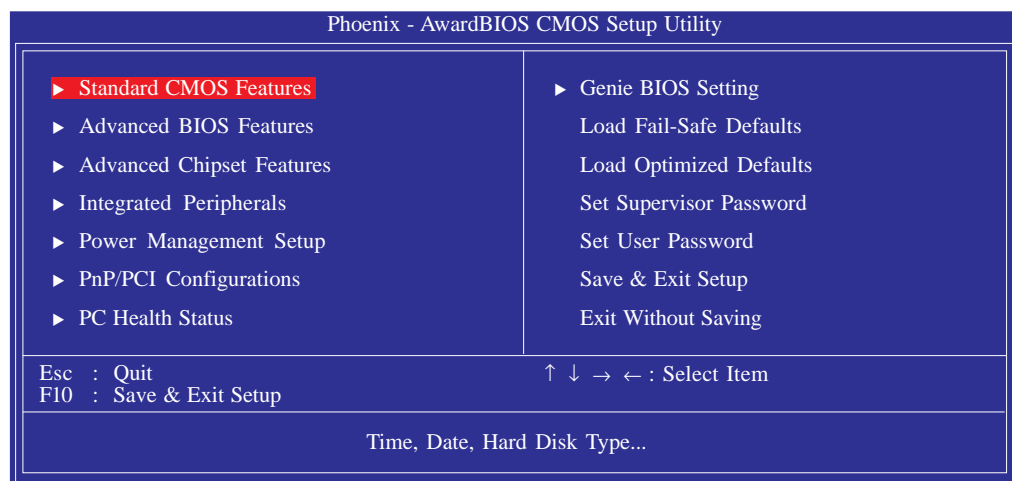 Phoenix - AwardBIOS CMOS Setup Utility
▶ Standard CMOS Features
▶ Advanced BIOS Features
▶ Advanced Chipset Features
▶ Integrated Peripherals
▶ Power Management Setup
▶ PnP/PCI Configurations
▶ PC Health Status
▶ Genie BIOS Setting
Load Fail-Safe Defaults
Load Optimized Defaults
Set Supervisor Password
Set User Password
Save & Exit Setup
Exit Without Saving
Esc : Quit
F10 : Save & Exit Setup
↑ ↓ → ← : Select Item
Time, Date, Hard Disk Type...